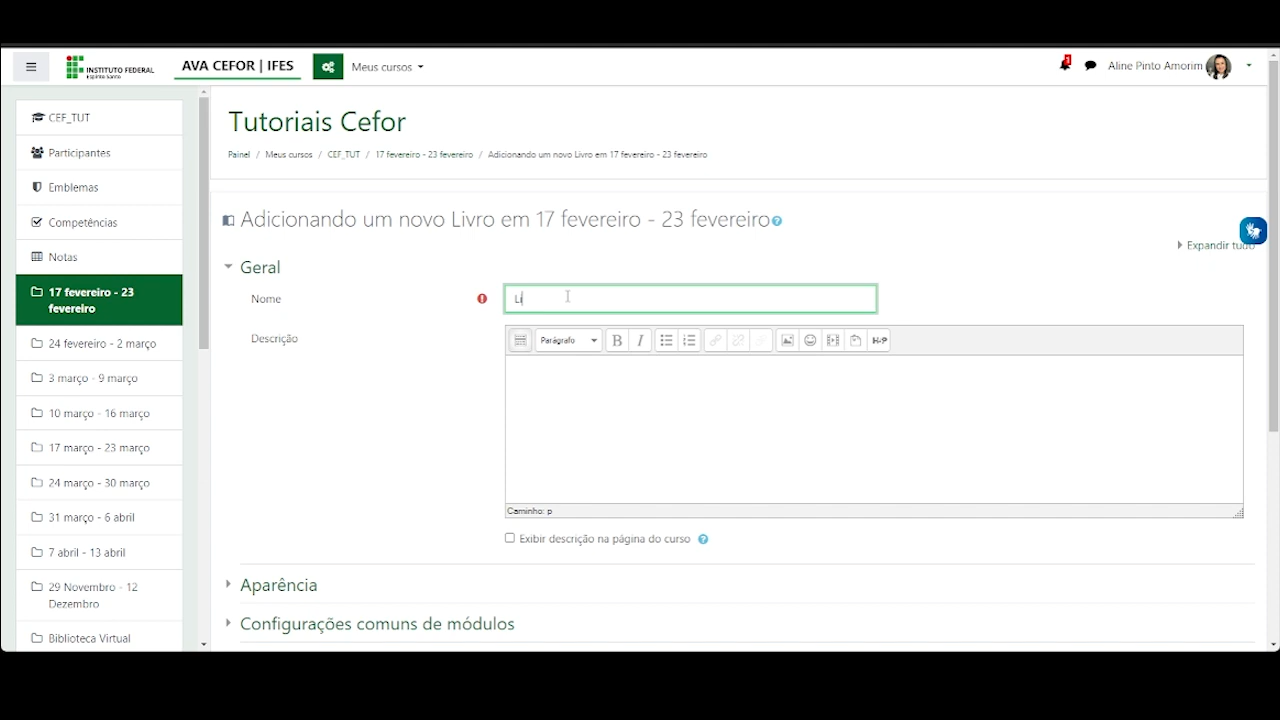 INSTITUTO FEDERAL
Espírito Santo
AVA CEFOR | IFES
Meus cursos
1
Aline Pinto Amorim
CEF_TUT
Participantes
Emblemas
Competências
Notas
17 fevereiro - 23
fevereiro
24 fevereiro - 2 março
3 março - 9 março
10 março - 16 março
17 março - 23 março
24 março - 30 março
31 março - 6 abril
7 abril - 13 abril
29 Novembro - 12
Dezembro
Biblioteca Virtual
Tutoriais Cefor
Painel / Meus cursos / CEF_TUT / 17 fevereiro - 23 fevereiro / Adicionando um novo Livro em 17 fevereiro - 23 fevereiro
Adicionando um novo Livro em 17 fevereiro - 23 fevereiro
Expandir tudo
Geral
Nome
Li
Descrição
Parágrafo
B I
H-P
Caminho: p
Exibir descrição na página do curso
Aparência
Configurações comuns de módulos